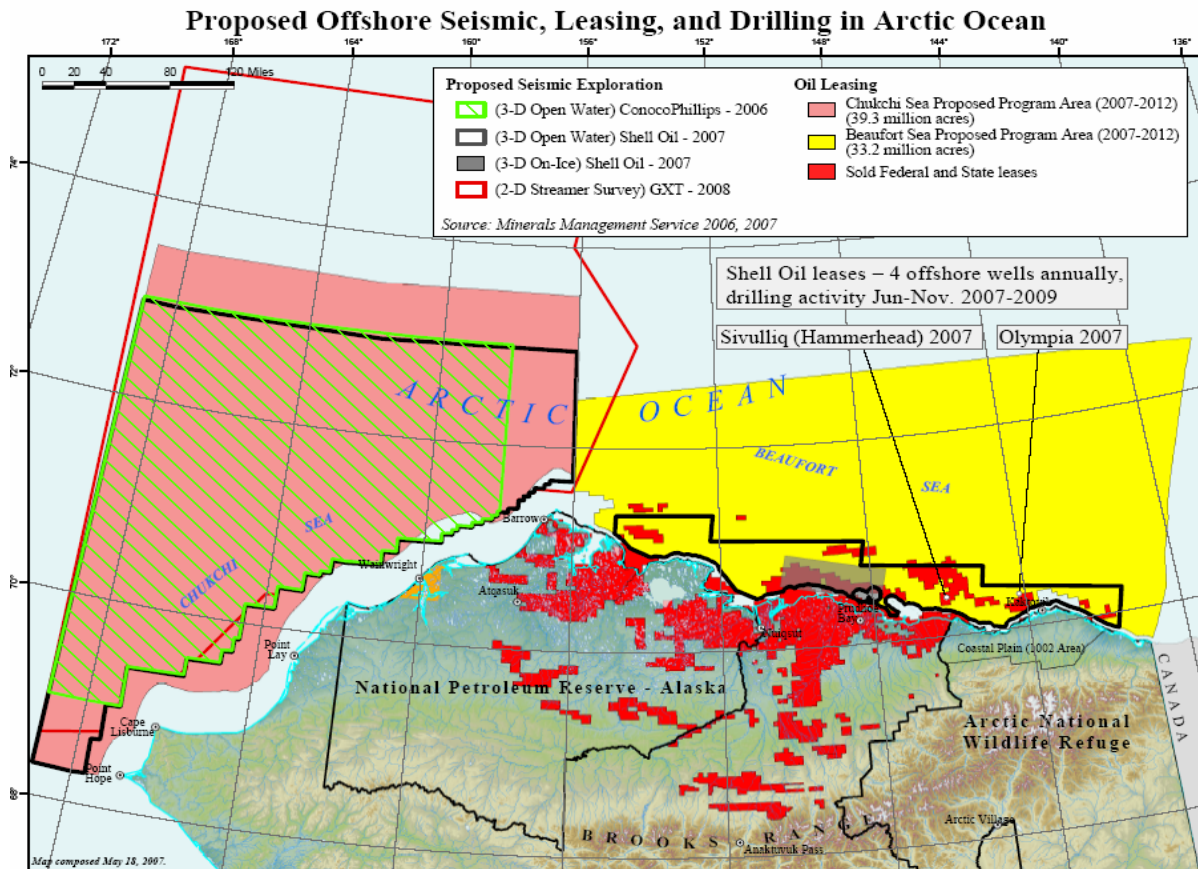 Proposed Offshore Seismic, Leasing, and Drilling in Arctic Ocean
172° 168° 164° 160° 156° 152° 148° 144° 140° 136°
0 20 40 80 120 Miles
Proposed Seismic Exploration
(3-D Open Water) ConocoPhillips - 2006
(3-D Open Water) Shell Oil - 2007
(3-D On-Ice) Shell Oil - 2007
(2-D Streamer Survey) GXT - 2008
Source: Minerals Management Service 2006, 2007
Oil Leasing
Chukchi Sea Proposed Program Area (2007-2012)
(39.3 million acres)
Beaufort Sea Proposed Program Area (2007-2012)
(33.2 million acres)
Sold Federal and State leases
74°
Shell Oil leases – 4 offshore wells annually,
drilling activity Jun-Nov. 2007-2009
Sivulliq (Hammerhead) 2007
Olympia 2007
72°
ARCTIC OCEAN
BEAUFORT SEA
CHUKCHI SEA
Barrow
Wainwright
Atqasuk
70°
Prudhoe
Bay
Nuiqsut
Kaktovik
Point
Lay
Coastal Plain (1002 Area)
CANADA
National Petroleum Reserve - Alaska
Arctic National
Wildlife Refuge
Cape
Lisburne
Point
Hope
68°
Arctic Village
BROOKS RANGE
Anaktuvuk Pass
Map composed May 18, 2007.